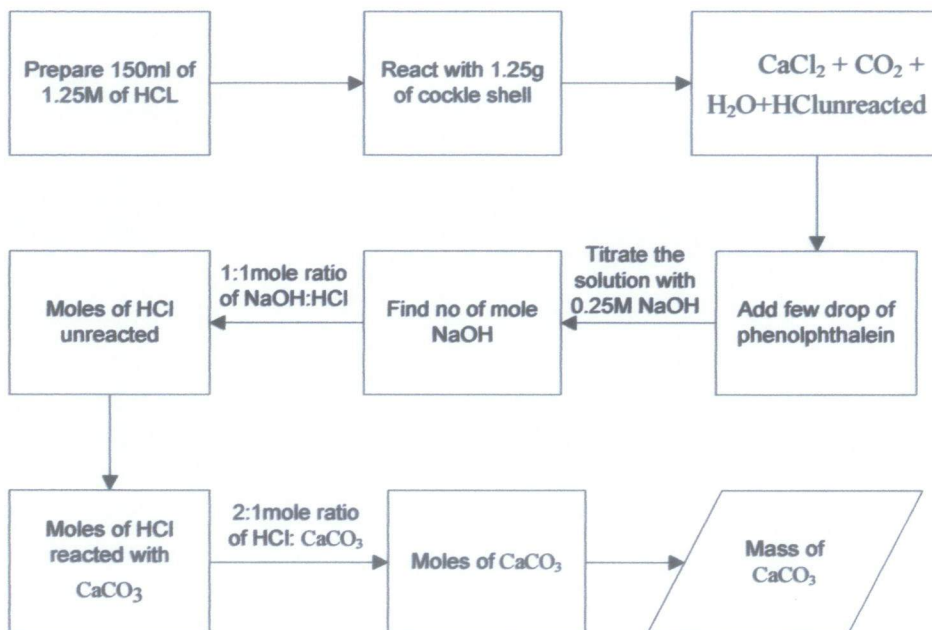 Prepare 150ml of
1.25M of HCL
React with 1.25g
of cockle shell
CaCl₂ + CO₂ +
H₂O+HClunreacted
Titrate the
solution with
0.25M NaOH
Add few drop of
phenolphthalein
Find no of mole
NaOH
1:1mole ratio
of NaOH:HCl
Moles of HCl
unreacted
Moles of HCl
reacted with
CaCO₃
2:1mole ratio
of HCl: CaCO₃
Moles of CaCO₃
Mass of
CaCO₃